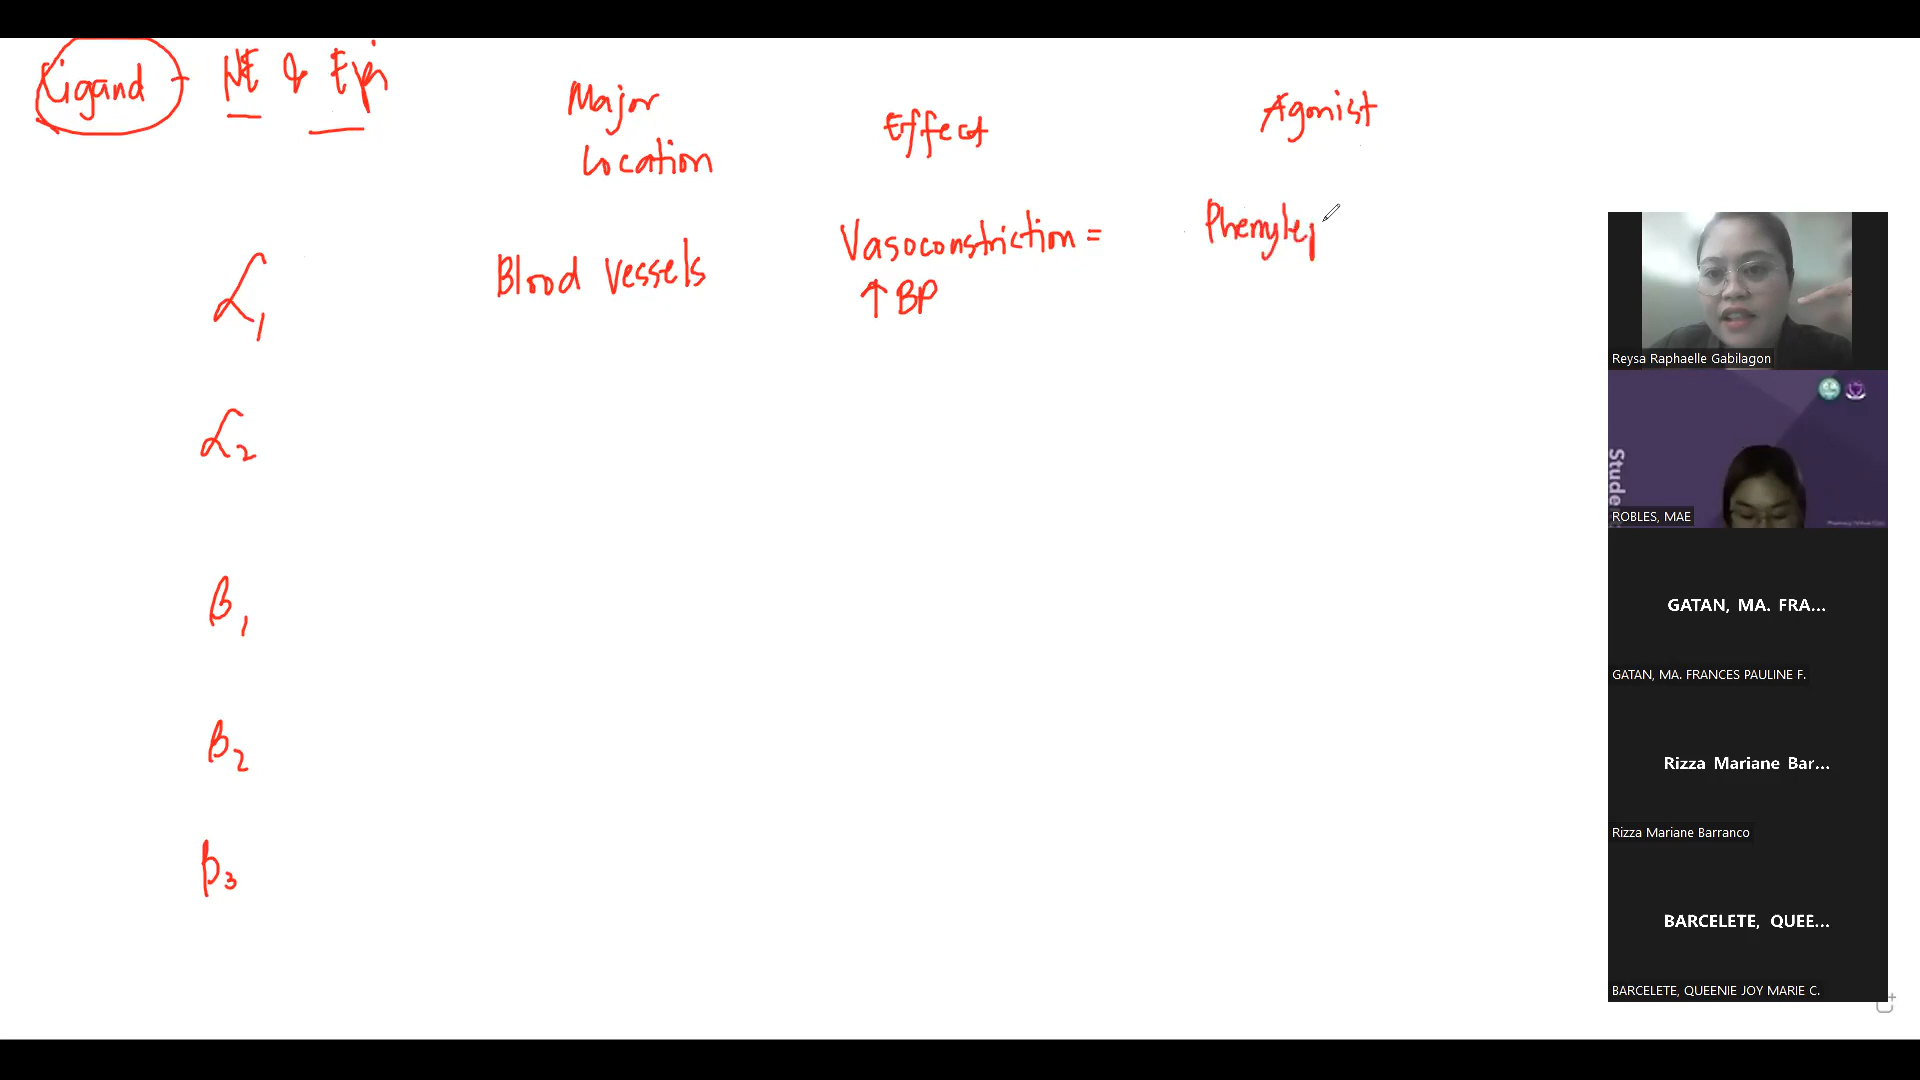 Ligand - NE & Epi
Major
Location
Effect
Agonist
α1
Blood vessels
Vasoconstriction =
↑ BP
Phenylep
α2
β1
β2
β3
Reysa Raphaelle Gabilagon
Stude
ROBLES, MAE
GATAN, MA. FRA...
GATAN, MA. FRANCES PAULINE F.
Rizza Mariane Bar...
Rizza Mariane Barranco
BARCELETE, QUEE...
BARCELETE, QUEENIE JOY MARIE C.